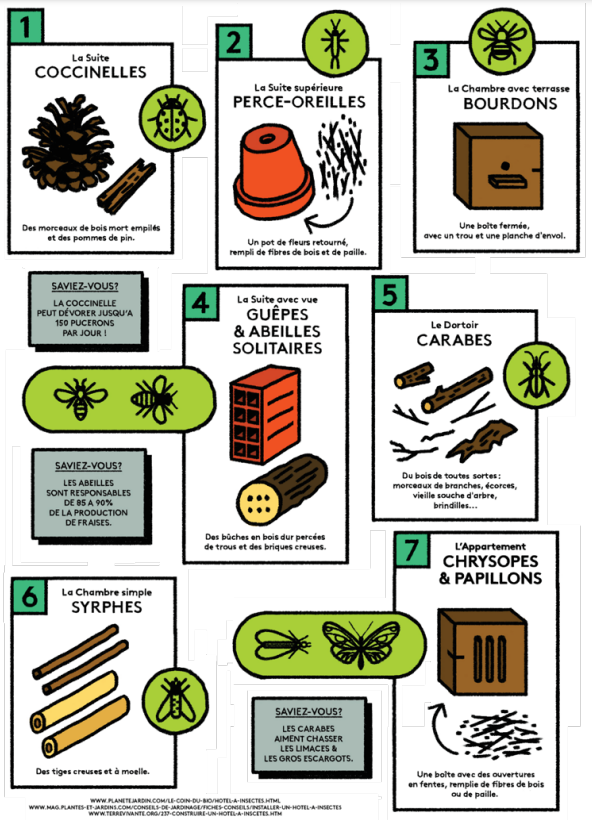 1
La Suite
COCCINELLES
Des morceaux de bois mort empilés
et des pommes de pin.
2
La Suite supérieure
PERCE-OREILLES
Un pot de fleurs retourné,
rempli de fibres de bois et de paille.
3
La Chambre avec terrasse
BOURDONS
Une boîte fermée,
avec un trou et une planche d'envol.
SAVIEZ-VOUS?
LA COCCINELLE
PEUT DÉVORER JUSQU'A
150 PUCERONS
PAR JOUR !
4
La Suite avec vue
GUÊPES
& ABEILLES
SOLITAIRES
Des bûches en bois dur percées
de trous et des briques creuses.
5
Le Dortoir
CARABES
Du bois de toutes sortes :
morceaux de branches, écorces,
vieille souche d'arbre,
brindilles...
SAVIEZ-VOUS?
LES ABEILLES
SONT RESPONSABLES
DE 85 A 90%
DE LA PRODUCTION
DE FRAISES.
6
La Chambre simple
SYRPHES
Des tiges creuses et à moelle.
7
L'Appartement
CHRYSOPES
& PAPILLONS
Une boîte avec des ouvertures
en fentes, remplie de fibres de bois
ou de paille.
SAVIEZ-VOUS?
LES CARABES
AIMENT CHASSER
LES LIMACES &
LES GROS ESCARGOTS.
WWW.PLANETEJARDIN.COM/LE-COIN-DU-BIO/HOTEL-A-INSECTES.HTML
WWW.MAG.PLANTES-ET-JARDINS.COM/CONSEILS-DE-JARDINAGE/FICHES-CONSEILS/INSTALLER-UN-HOTEL-A-INSECTES
WWW.TERREVIVANTE.ORG/237-CONSTRUIRE-UN-HOTEL-A-INCETES.HTM